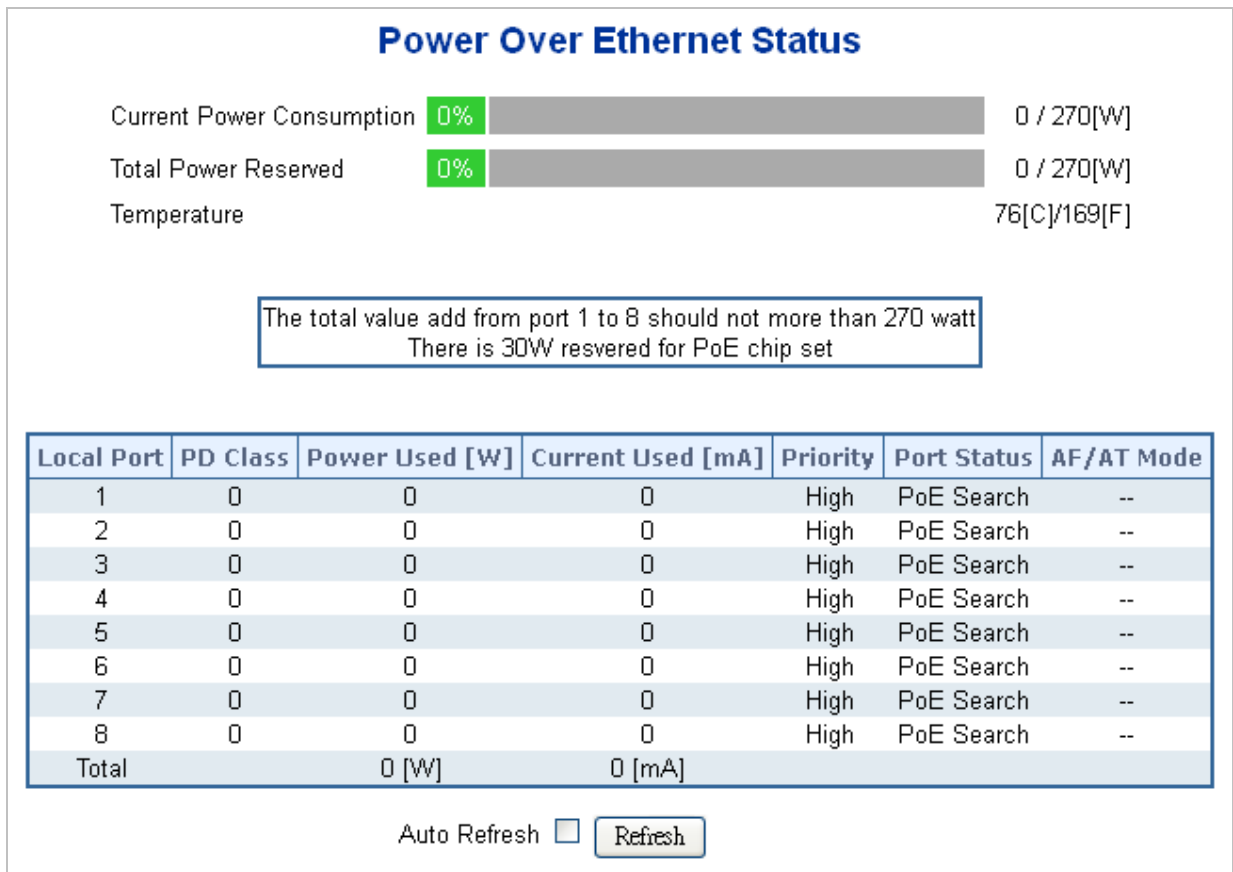 Power Over Ethernet Status
Current Power Consumption 0% 0 / 270[W]
Total Power Reserved 0% 0 / 270[W]
Temperature 76[C]/169[F]
The total value add from port 1 to 8 should not more than 270 watt
There is 30W resvered for PoE chip set
Local Port PD Class Power Used [W] Current Used [mA] Priority Port Status AF/AT Mode
1 0 0 0 High PoE Search --
2 0 0 0 High PoE Search --
3 0 0 0 High PoE Search --
4 0 0 0 High PoE Search --
5 0 0 0 High PoE Search --
6 0 0 0 High PoE Search --
7 0 0 0 High PoE Search --
8 0 0 0 High PoE Search --
Total 0 [W] 0 [mA]
Auto Refresh Refresh